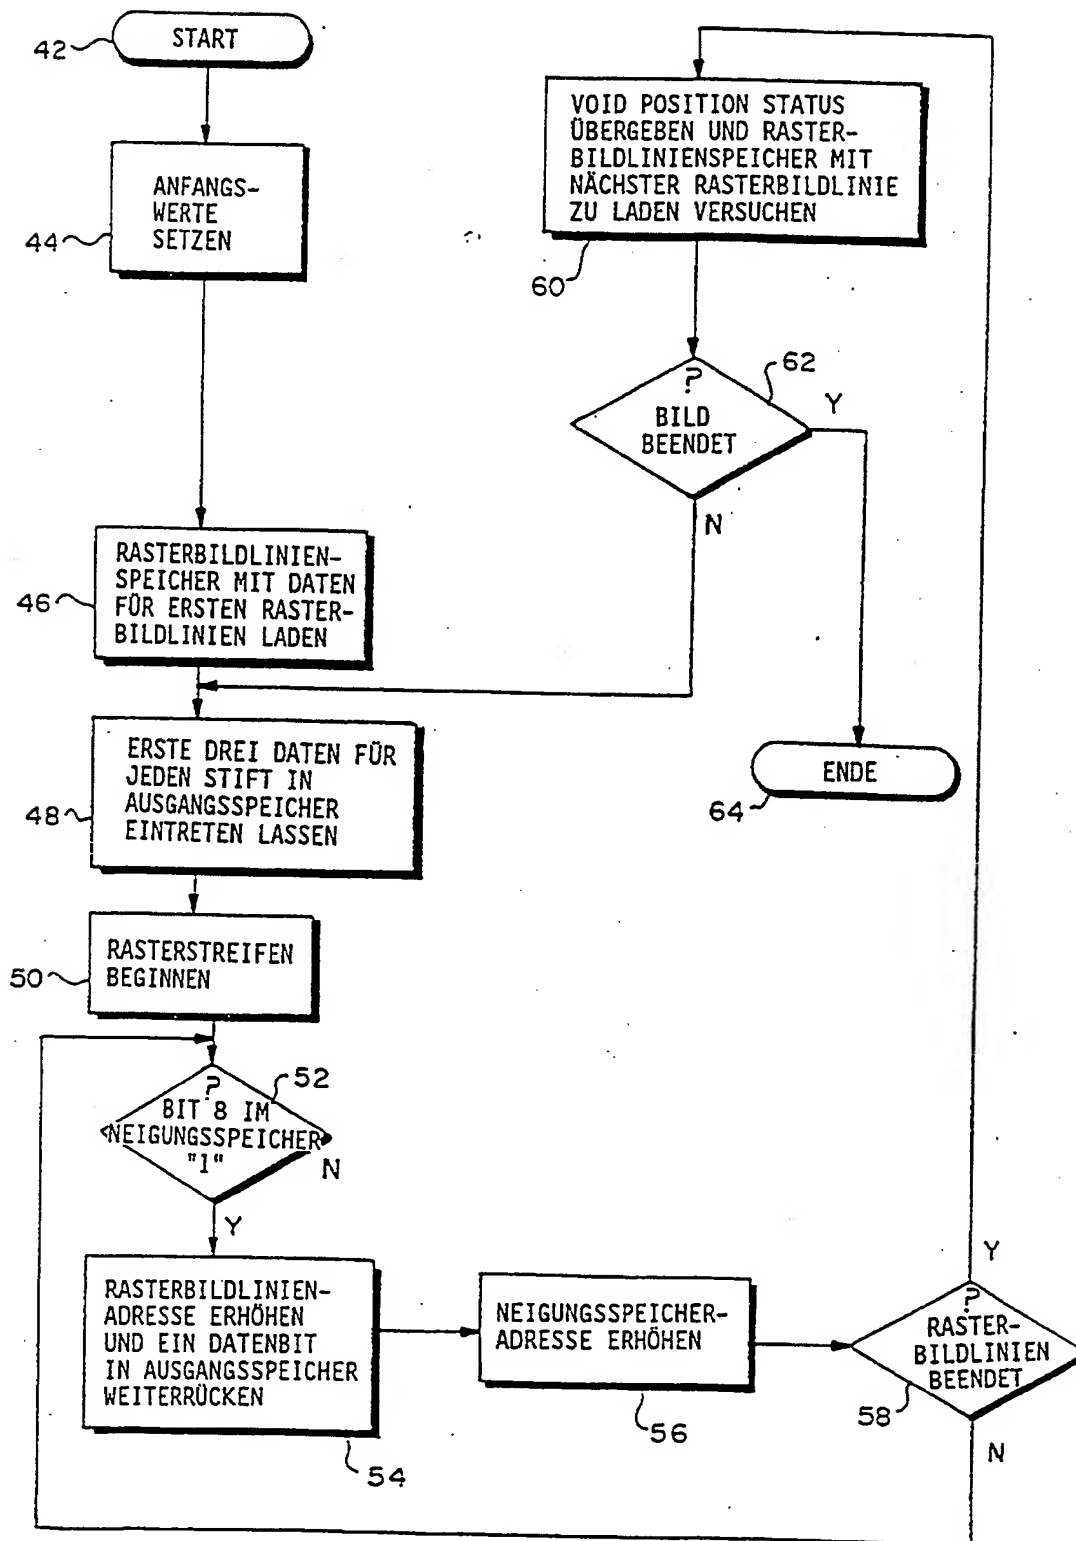 42
START
44
ANFANGS-
WERTE
SETZEN
46
RASTERBILDLINIEN-
SPEICHER MIT DATEN
FÜR ERSTEN RASTER-
BILDLINIEN LADEN
48
ERSTE DREI DATEN FÜR
JEDEN STIFT IN
AUSGANGSSPEICHER
EINTRETEN LASSEN
50
RASTERSTREIFEN
BEGINNEN
52
?
BIT 8 IM
NEIGUNGSSPEICHER
"1"
N
Y
RASTERBILDLINIEN-
ADRESSE ERHÖHEN
UND EIN DATENBIT
IN AUSGANGSSPEICHER
WEITERRÜCKEN
54
NEIGUNGSSPEICHER-
ADRESSE ERHÖHEN
56
Y
?
RASTER-
BILDLINIEN
BEENDET
58
N
VOID POSITION STATUS
ÜBERGEBEN UND RASTER-
BILDLINIENSPEICHER MIT
NÄCHSTER RASTERBILDLINIE
ZU LADEN VERSUCHEN
60
62
?
BILD
BEENDET
Y
N
ENDE
64